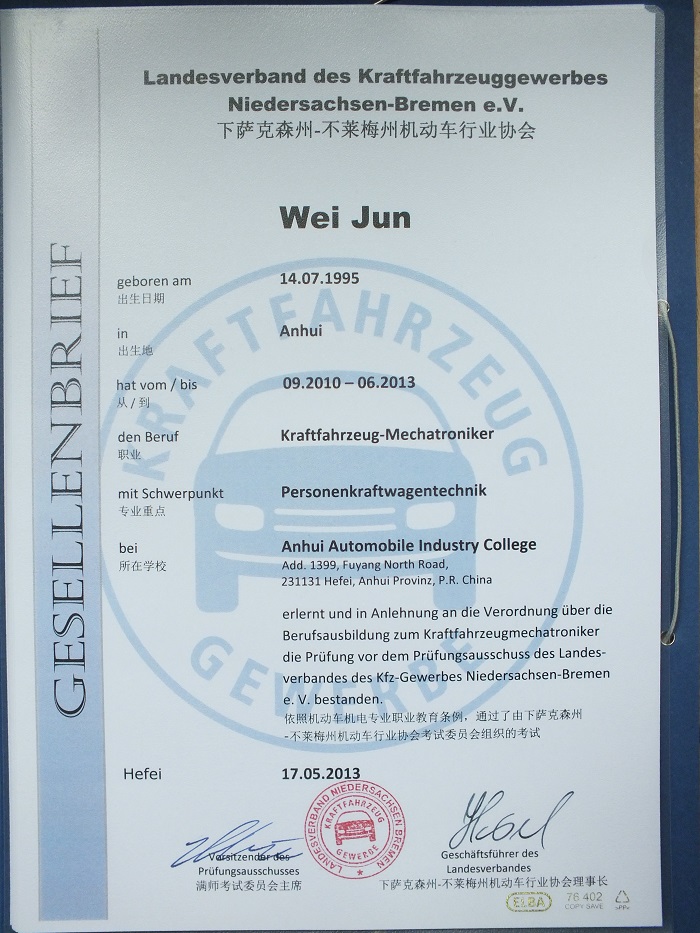 Landesverband des Kraftfahrzeuggewerbes
Niedersachsen-Bremen e.V.
下萨克森州-不莱梅州机动车行业协会
Wei Jun
GESELLENBRIEF
KRAFTFAHRZEUG
GEWERBE
geboren am 14.07.1995
出生日期
in Anhui
出生地
hat vom / bis 09.2010 – 06.2013
从 / 到
den Beruf Kraftfahrzeug-Mechatroniker
职业
mit Schwerpunkt Personenkraftwagentechnik
专业重点
bei Anhui Automobile Industry College
所在学校 Add. 1399, Fuyang North Road,
231131 Hefei, Anhui Provinz, P.R. China
erlernt und in Anlehnung an die Verordnung über die
Berufsausbildung zum Kraftfahrzeugmechatroniker
die Prüfung vor dem Prüfungsausschuss des Landes-
verbandes des Kfz-Gewerbes Niedersachsen-Bremen
e. V. bestanden.
依照机动车机电专业职业教育条例，通过了由下萨克森州
-不莱梅州机动车行业协会考试委员会组织的考试
Hefei 17.05.2013
LANDESVERBAND NIEDERSACHSEN BREMEN
KRAFTFAHRZEUG
GEWERBE
Vorsitzender des
Prüfungsausschusses
满师考试委员会主席
Geschäftsführer des
Landesverbandes
下萨克森州-不莱梅州机动车行业协会理事长
ELBA 76 402
COPY SAFE